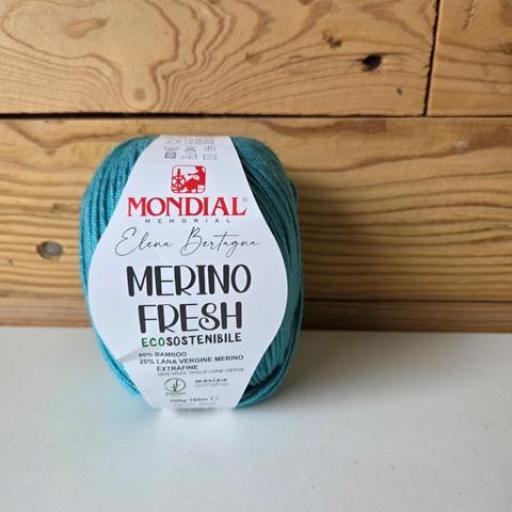 MONDIAL®
MEMORIAL
Elena Bertagna
MERINO
FRESH
ECOSOSTENIBILE
80% BAMBOO
20% LANA VERGINE MERINO
EXTRAFINE